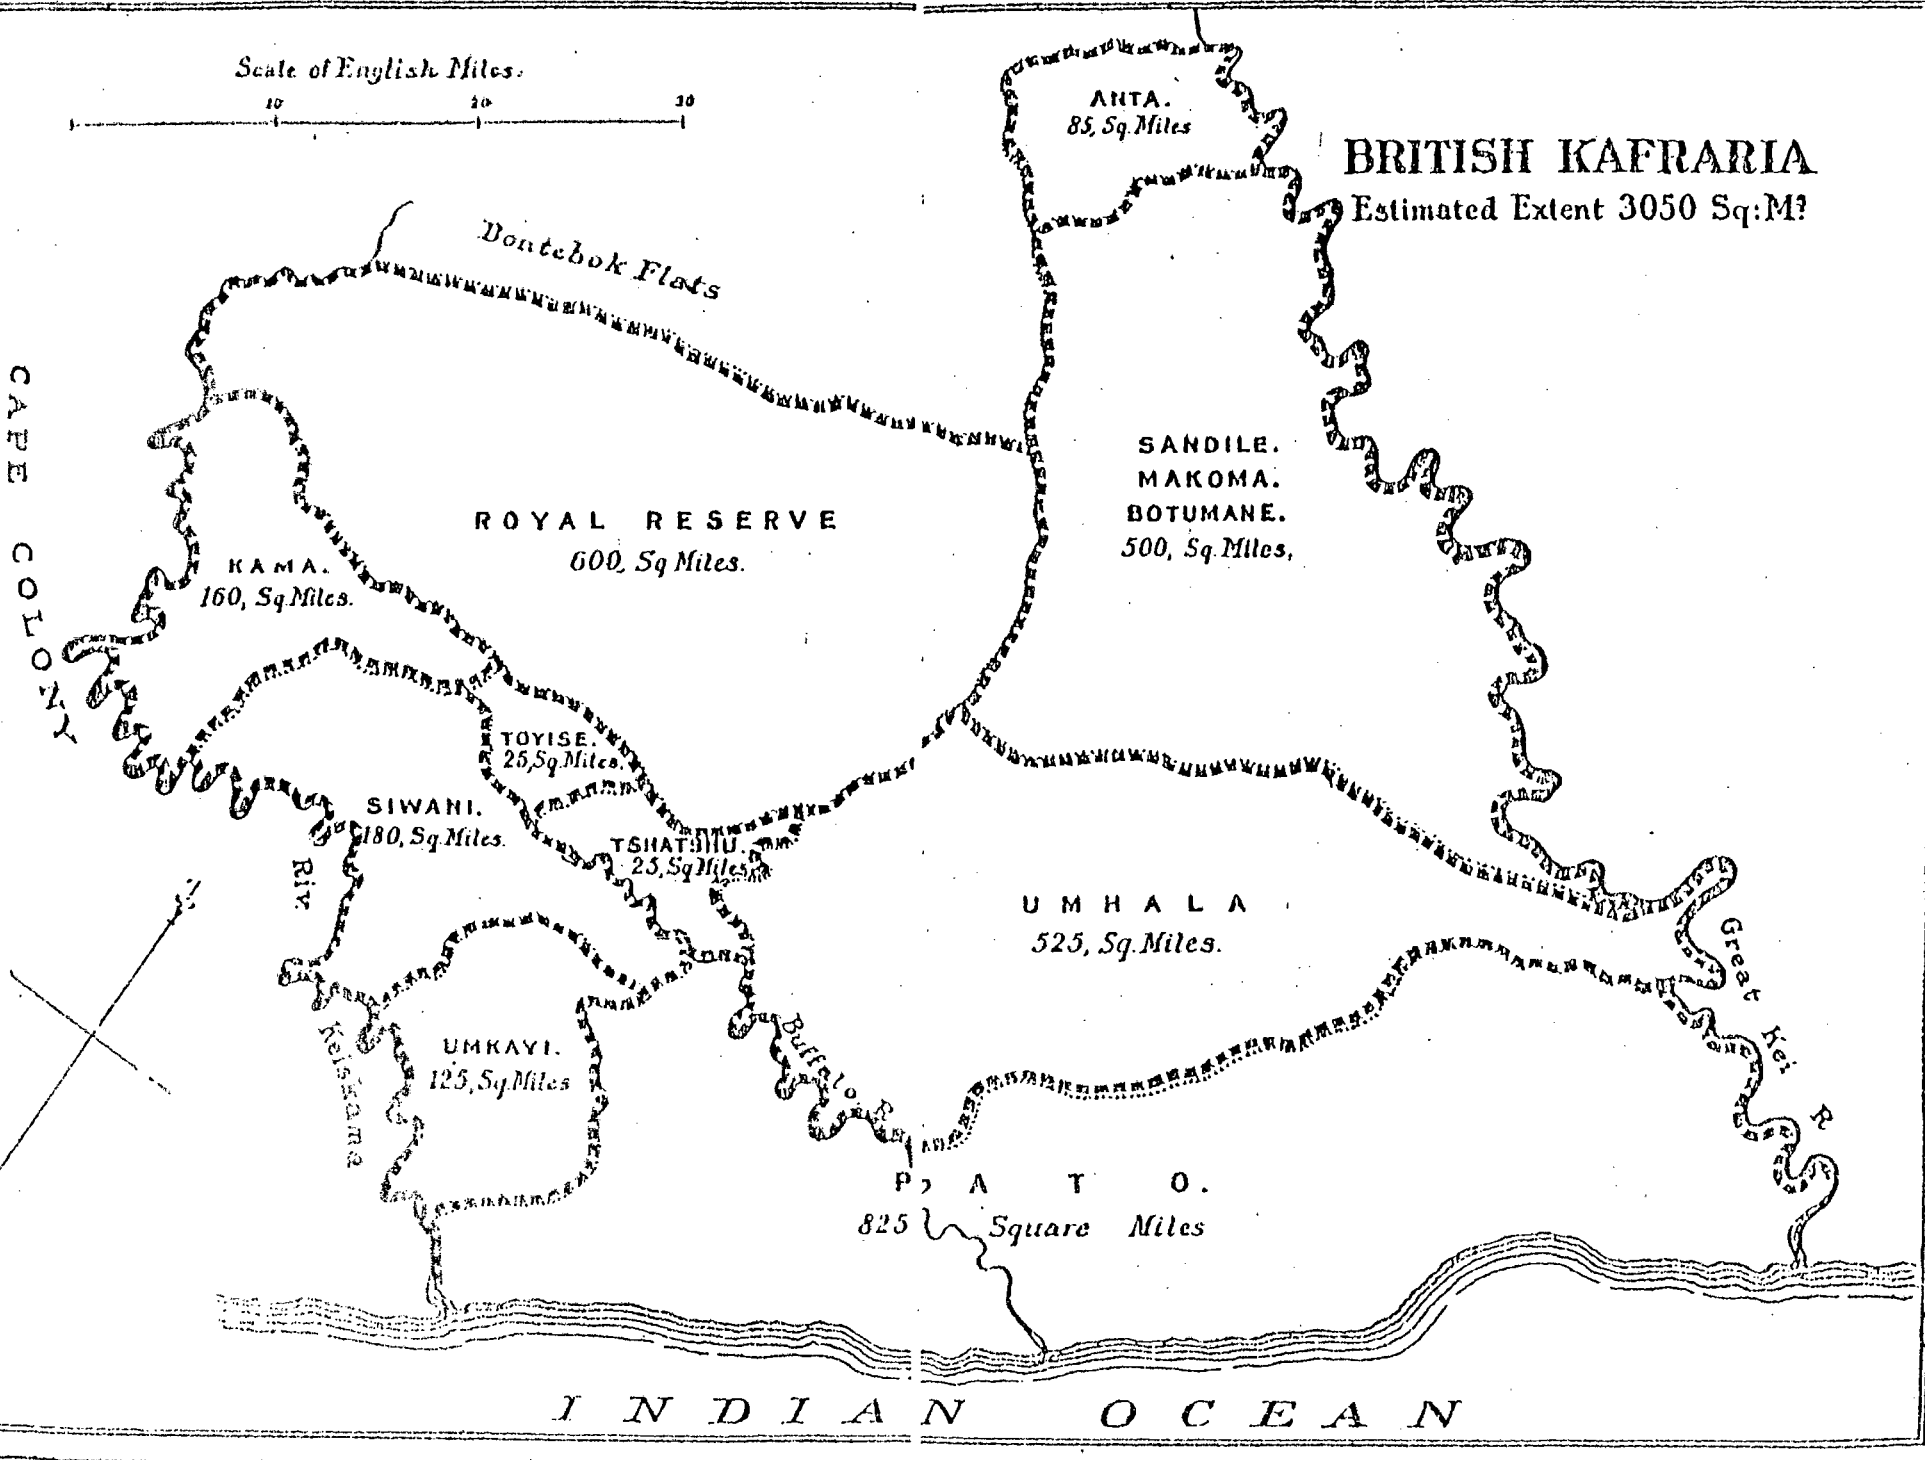 Scale of English Miles.
10 20 30
BRITISH KAFRARIA
Estimated Extent 3050 Sq:M?
ANTA.
85, Sq.Miles
Bontebok Flats
CAPE COLONY
SANDILE.
MAKOMA.
BOTUMANE.
500, Sq.Miles,
ROYAL RESERVE
600, Sq Miles.
KAMA.
160, Sq.Miles.
TOYISE.
25, Sq.Miles.
SIWANI.
180, Sq.Miles.
TSHATSHU.
25, Sq Miles
Riv.
Keiskama
UMHALA
525, Sq.Miles.
Great Kei R
UMKAYI.
125, Sq.Miles
Buffalo R.
PATO.
825 Square Miles
INDIAN OCEAN